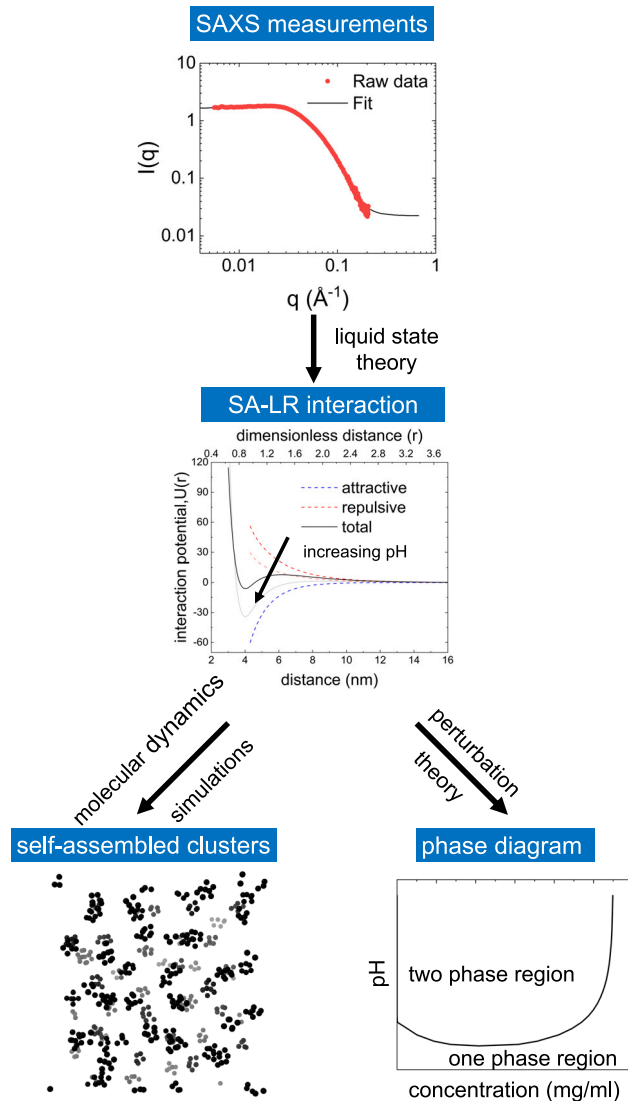 SAXS measurements
10
1
0.1
0.01
I(q)
Raw data
Fit
0.01
0.1
1
q (Å⁻¹)
liquid state
theory
SA-LR interaction
dimensionless distance (r)
0.4 0.8 1.2 1.6 2.0 2.4 2.8 3.2 3.6
120
90
60
30
0
-30
-60
interaction potential,U(r)
attractive
repulsive
total
increasing pH
2 4 6 8 10 12 14 16
distance (nm)
molecular dynamics
simulations
perturbation
theory
self-assembled clusters
phase diagram
pH
two phase region
one phase region
concentration (mg/ml)